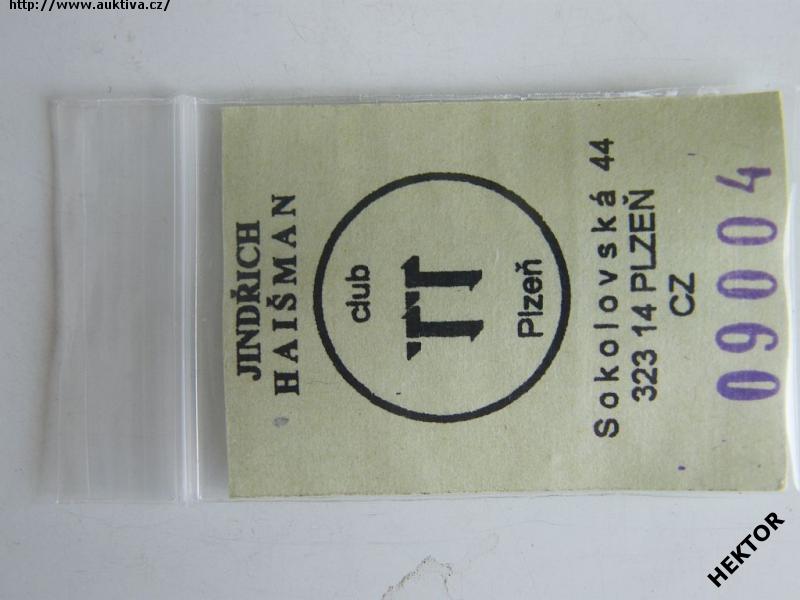 http://www.auktiva.cz/
JINDŘICH
HAIŠMAN
club
TT
Plzeň
Sokolovská 44
323 14 PLZEŇ
CZ
09004
HEKTOR